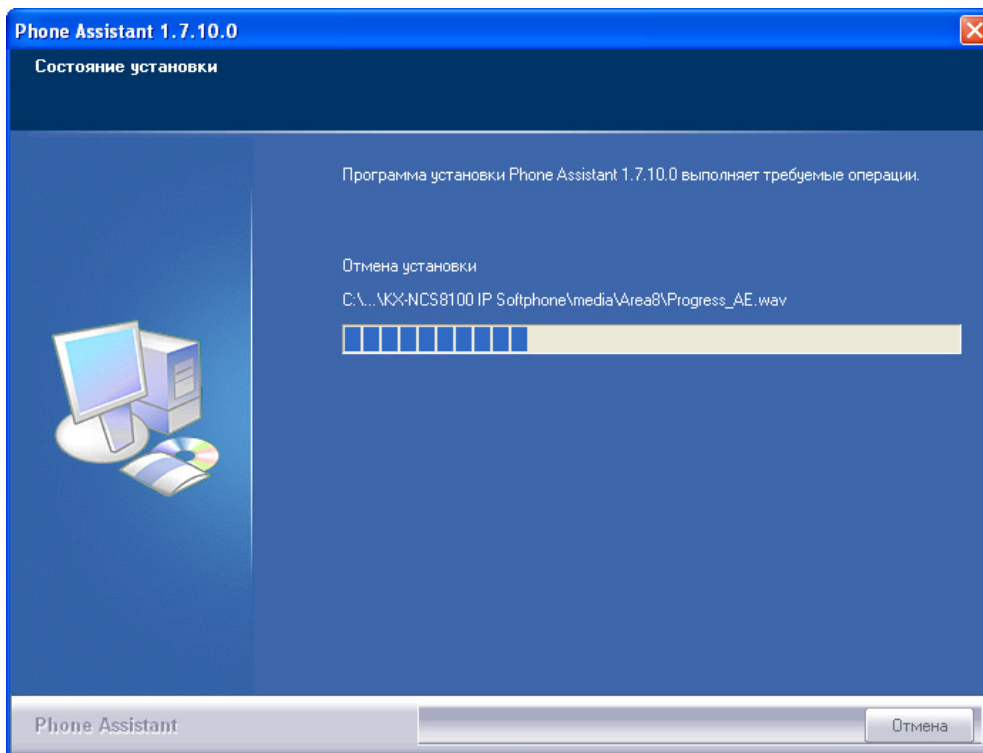 Phone Assistant 1.7.10.0
Состояние установки
Программа установки Phone Assistant 1.7.10.0 выполняет требуемые операции.
Отмена установки
C:\...\KX-NCS8100 IP Softphone\media\Area8\Progress_AE.wav
Phone Assistant
Отмена